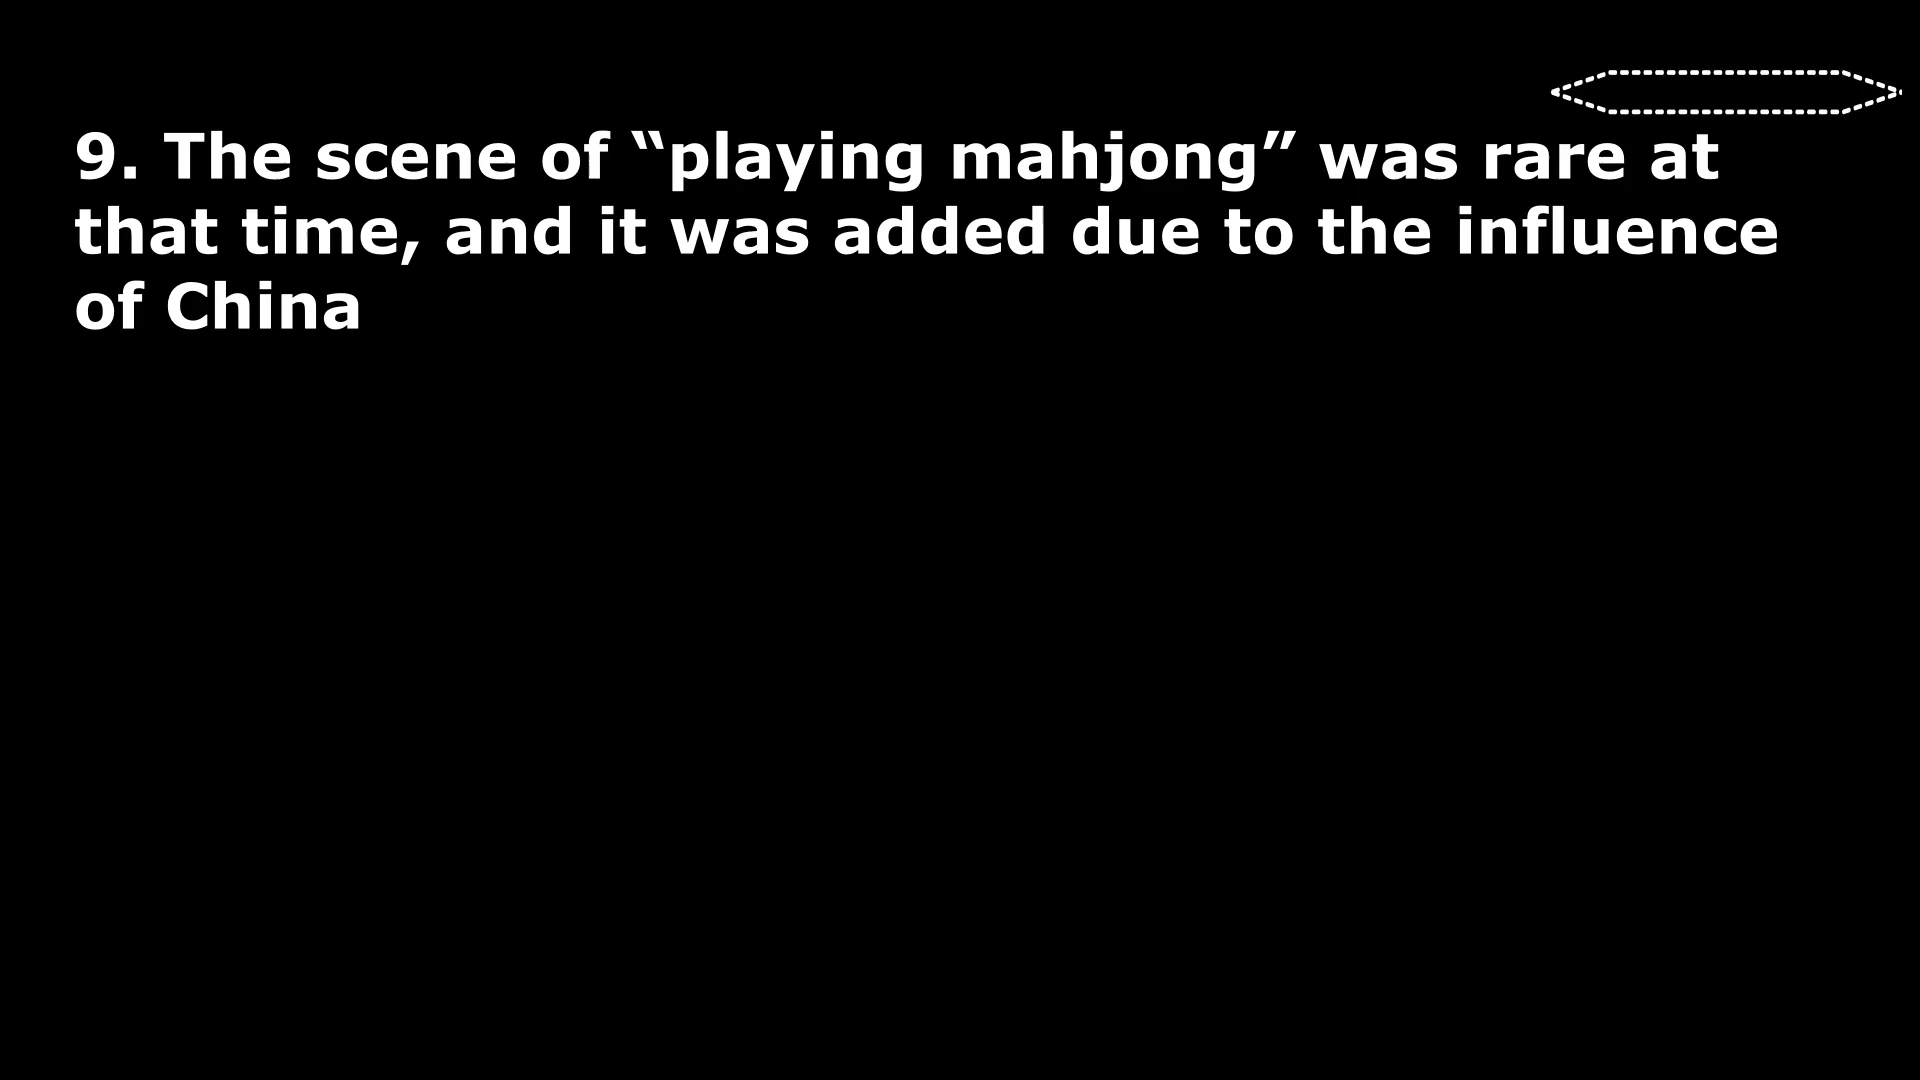 9. The scene of “playing mahjong” was rare at
that time, and it was added due to the influence
of China